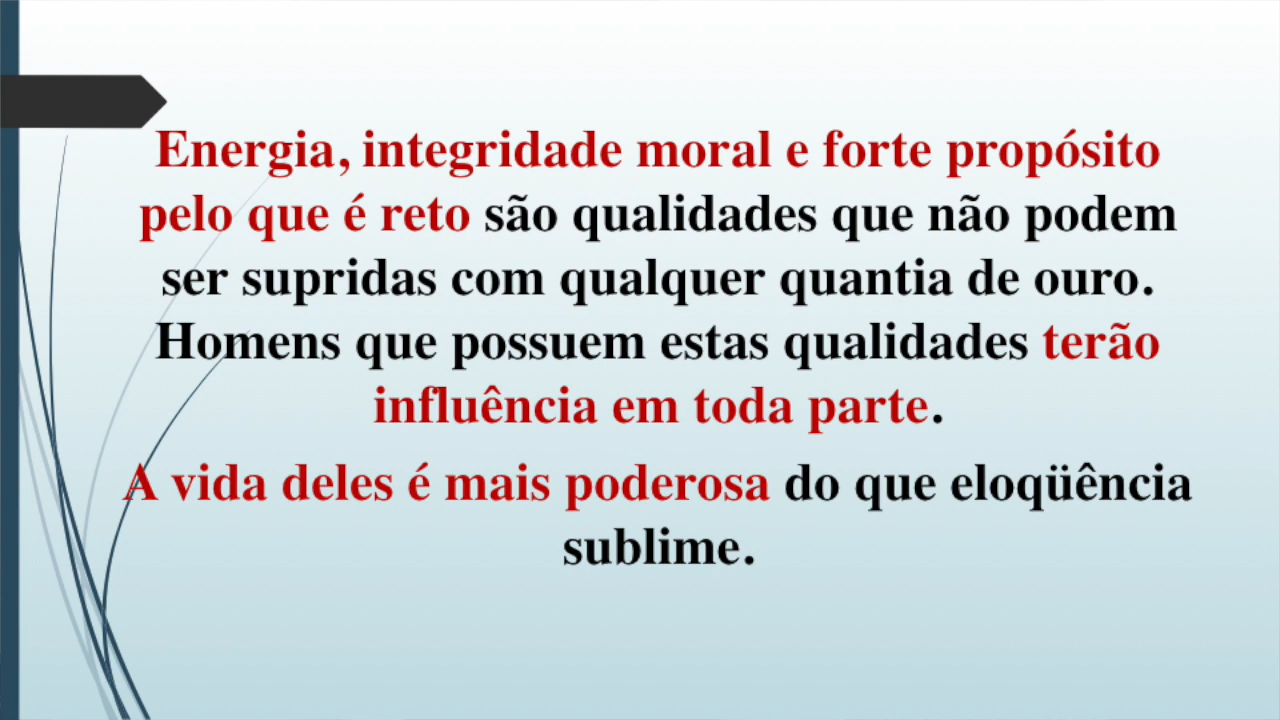 Energia, integridade moral e forte propósito
pelo que é reto são qualidades que não podem
ser supridas com qualquer quantia de ouro.
Homens que possuem estas qualidades terão
influência em toda parte.
A vida deles é mais poderosa do que eloqüência
sublime.